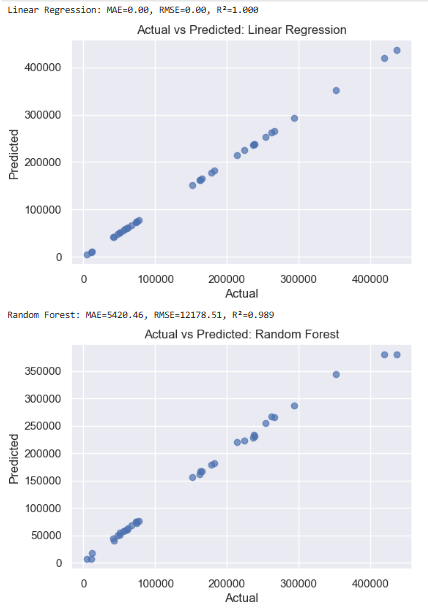 Linear Regression: MAE=0.00, RMSE=0.00, R²=1.000
Actual vs Predicted: Linear Regression
400000
300000
200000
100000
0
Predicted
0 100000 200000 300000 400000
Actual
Random Forest: MAE=5420.46, RMSE=12178.51, R²=0.989
Actual vs Predicted: Random Forest
350000
300000
250000
200000
150000
100000
50000
0
Predicted
0 100000 200000 300000 400000
Actual